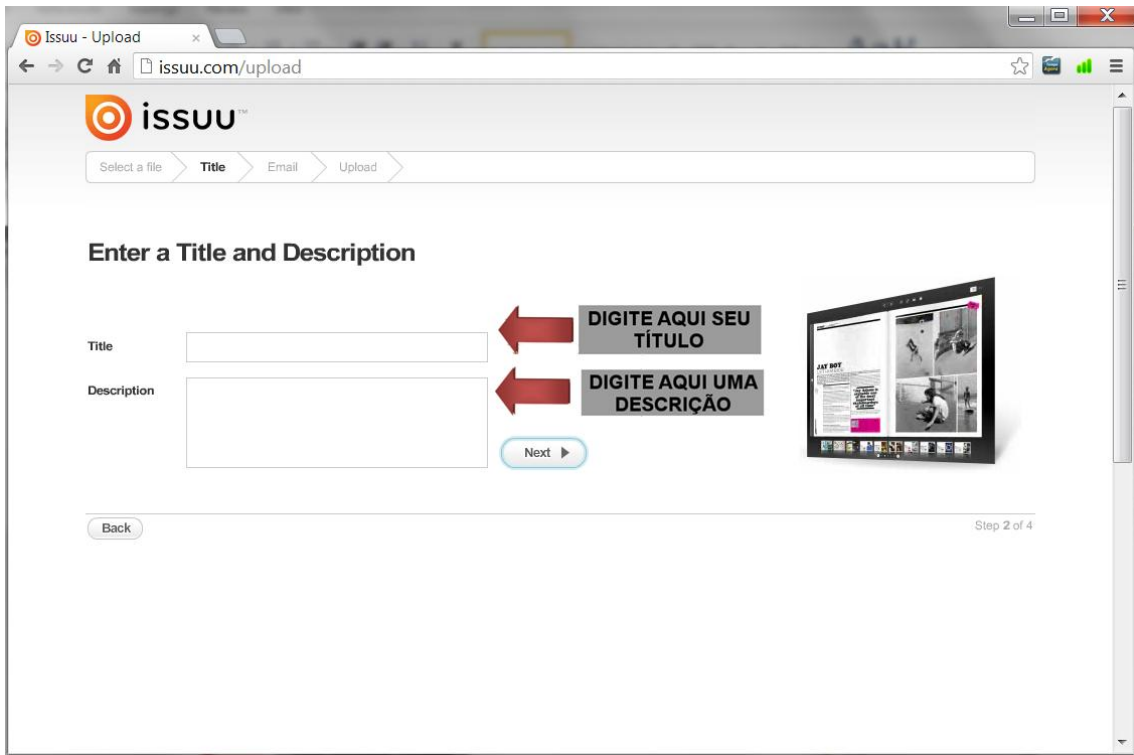 Issuu - Upload
issuu.com/upload
issuu™
Select a file Title Email Upload
Enter a Title and Description
DIGITE AQUI SEU
TÍTULO
Title
DIGITE AQUI UMA
DESCRIÇÃO
Description
JAY BOY
Next
Back
Step 2 of 4